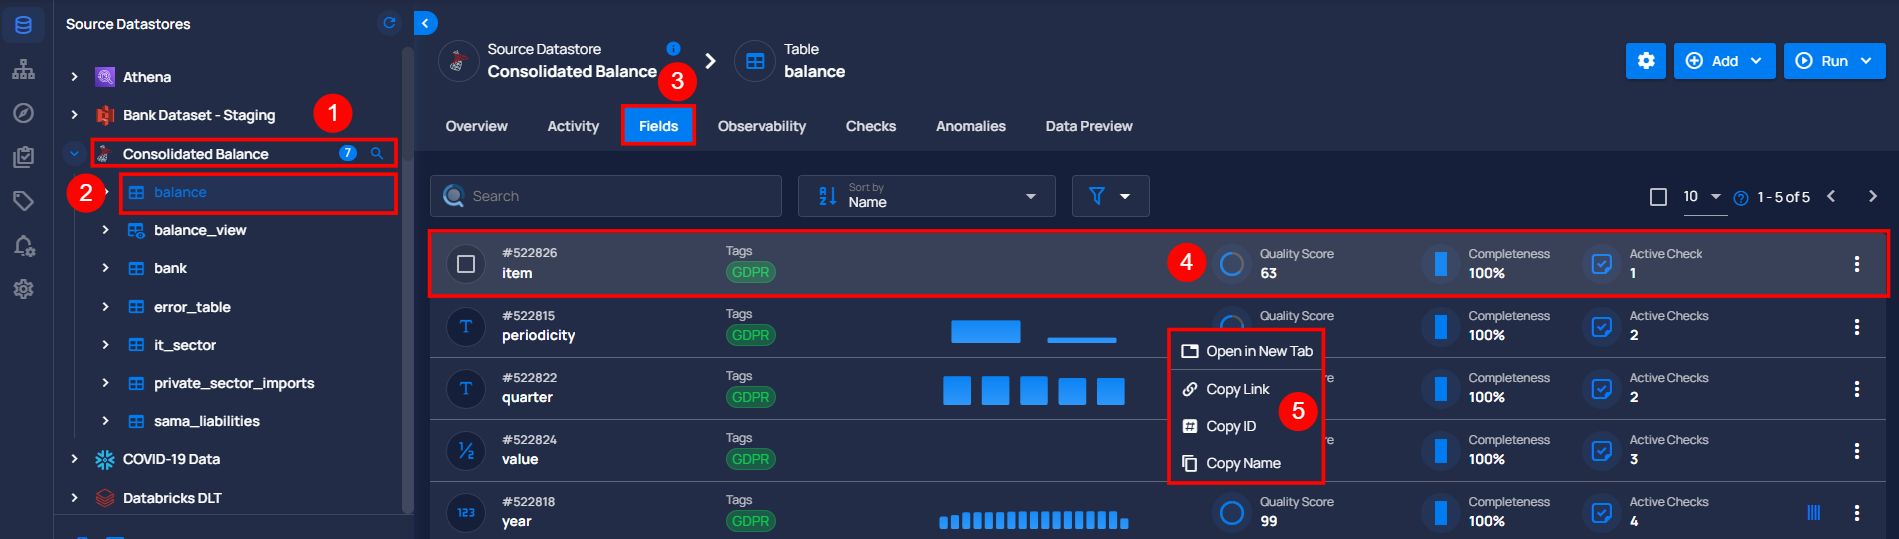 Source Datastores
Athena
Bank Dataset - Staging
1
Consolidated Balance
7
2
balance
balance_view
bank
error_table
it_sector
private_sector_imports
sama_liabilities
COVID-19 Data
Databricks DLT
Source Datastore
Consolidated Balance
Table
balance
Add
Run
3
Overview
Activity
Fields
Observability
Checks
Anomalies
Data Preview
Search
Sort by
Name
10
1 - 5 of 5
#522826
item
Tags
GDPR
4
Quality Score
63
Completeness
100%
Active Check
1
#522815
periodicity
Tags
GDPR
Quality Score
Completeness
100%
Active Checks
2
#522822
quarter
Tags
GDPR
Completeness
100%
Active Checks
2
#522824
value
Tags
GDPR
Completeness
100%
Active Checks
3
#522818
year
Tags
GDPR
Quality Score
99
Completeness
100%
Active Checks
4
Open in New Tab
Copy Link
Copy ID
Copy Name
5
T
T
1/2
123